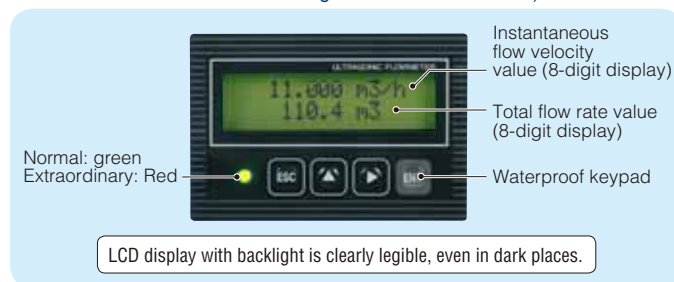 Instantaneous
flow velocity
value (8-digit display)
ULTRASONIC FLOWMETER
11.000 m3/h
110.4 m3
Total flow rate value
(8-digit display)
Normal: green
Extraordinary: Red
ESC
Waterproof keypad
LCD display with backlight is clearly legible, even in dark places.